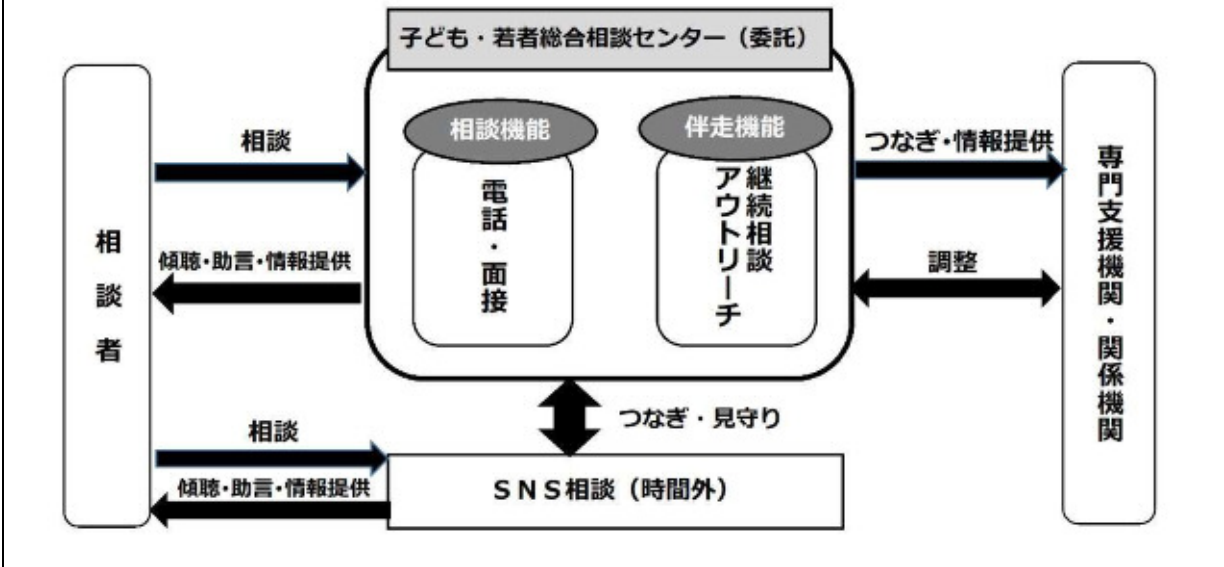 子ども・若者総合相談センター（委託）
相談者
相談
傾聴・助言・情報提供
相談機能
電話・面接
伴走機能
継続相談
アウトリーチ
つなぎ・情報提供
調整
専門支援機関・関係機関
つなぎ・見守り
相談
傾聴・助言・情報提供
ＳＮＳ相談（時間外）